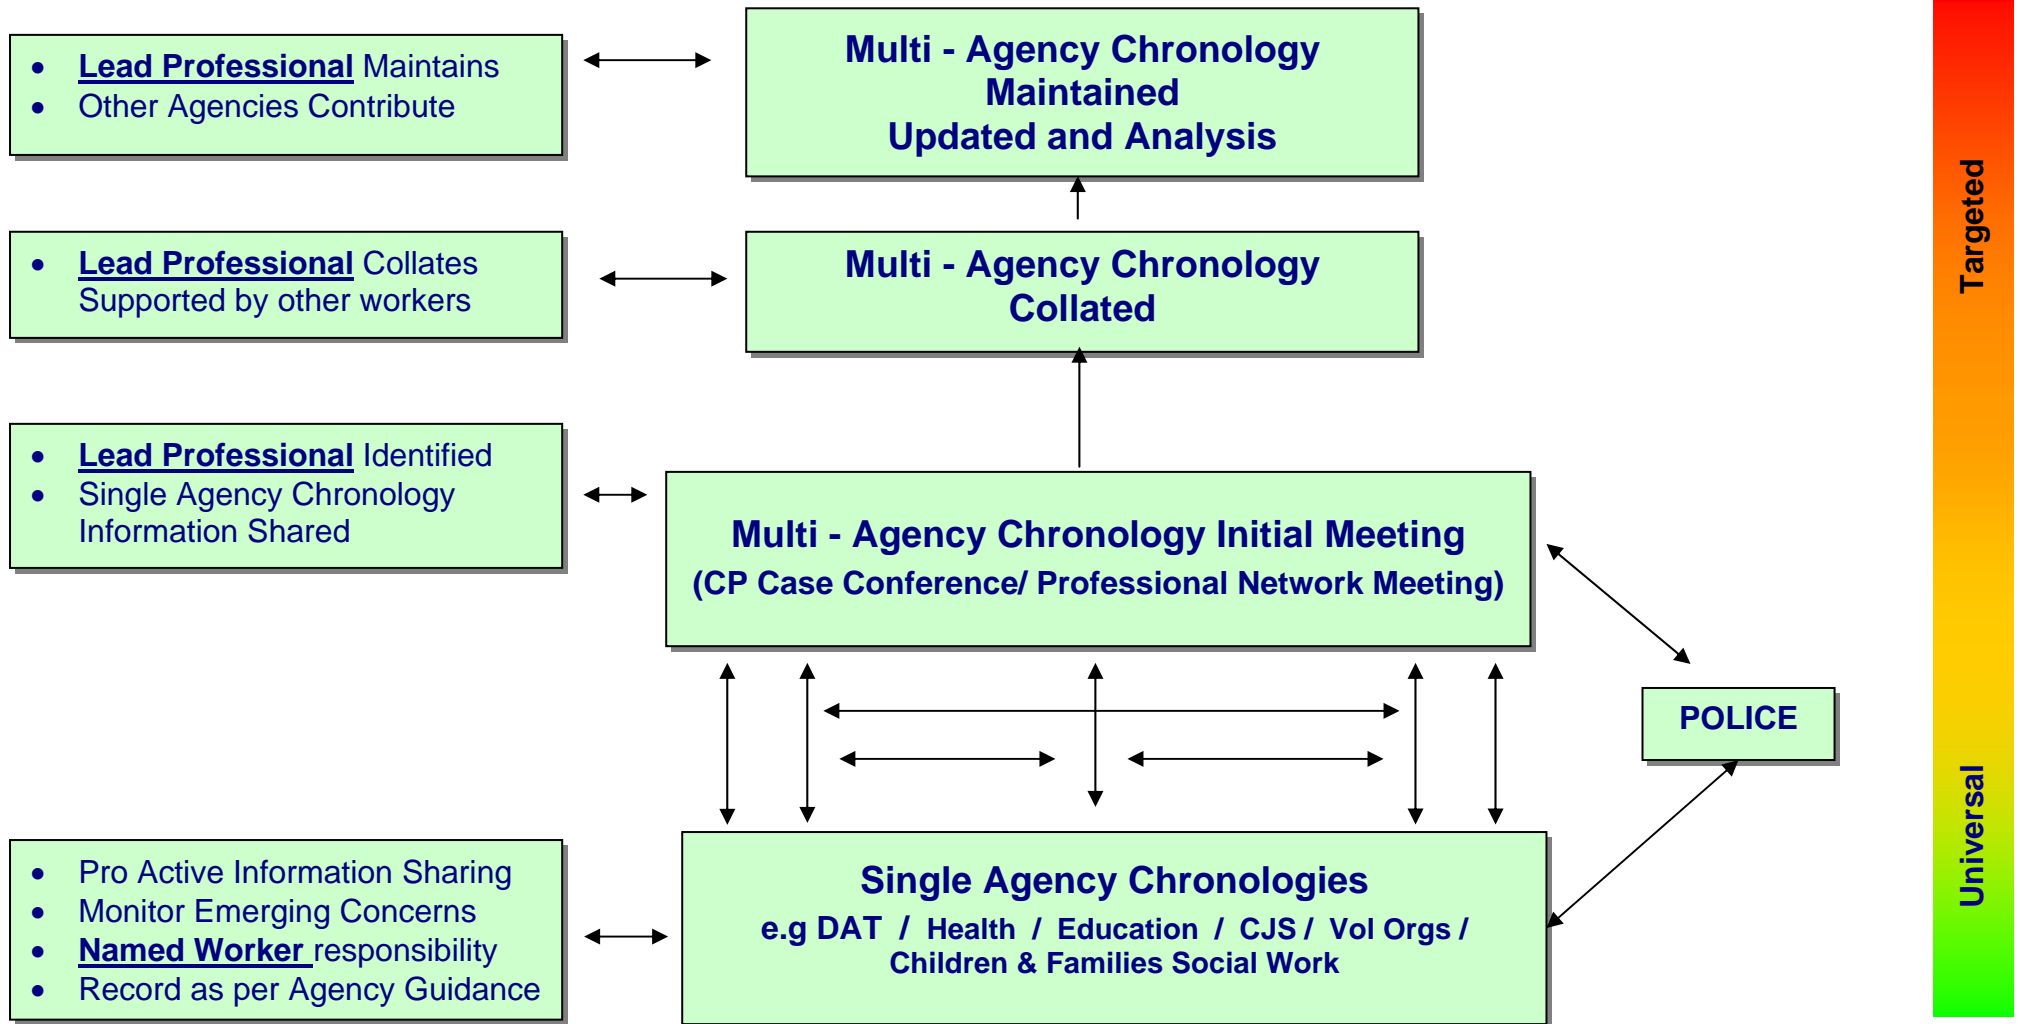 • Lead Professional Maintains
• Other Agencies Contribute
Multi - Agency Chronology
Maintained
Updated and Analysis
• Lead Professional Collates
Supported by other workers
Multi - Agency Chronology
Collated
• Lead Professional Identified
• Single Agency Chronology
Information Shared
Multi - Agency Chronology Initial Meeting
(CP Case Conference/ Professional Network Meeting)
POLICE
• Pro Active Information Sharing
• Monitor Emerging Concerns
• Named Worker responsibility
• Record as per Agency Guidance
Single Agency Chronologies
e.g DAT / Health / Education / CJS / Vol Orgs /
Children & Families Social Work
Targeted
Universal